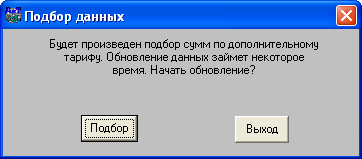 Подбор данных
Будет произведен подбор сумм по дополнительному
тарифу. Обновление данных займет некоторое
время. Начать обновление?
Подбор
Выход